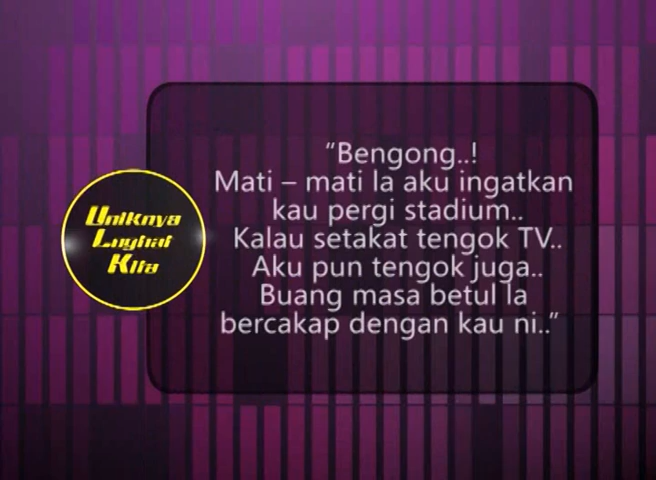 Uniknya
Loghat
Kita
“Bengong..!
Mati – mati la aku ingatkan
kau pergi stadium..
Kalau setakat tengok TV..
Aku pun tengok juga..
Buang masa betul la
bercakap dengan kau ni..”